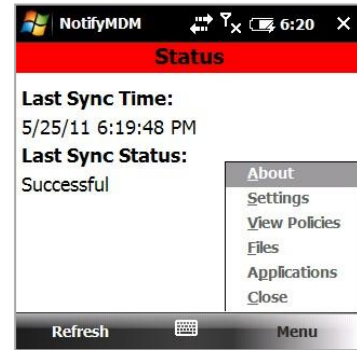 NotifyMDM 6:20 X
Status
Last Sync Time:
5/25/11 6:19:48 PM
Last Sync Status:
Successful
About
Settings
View Policies
Files
Applications
Close
Refresh Menu